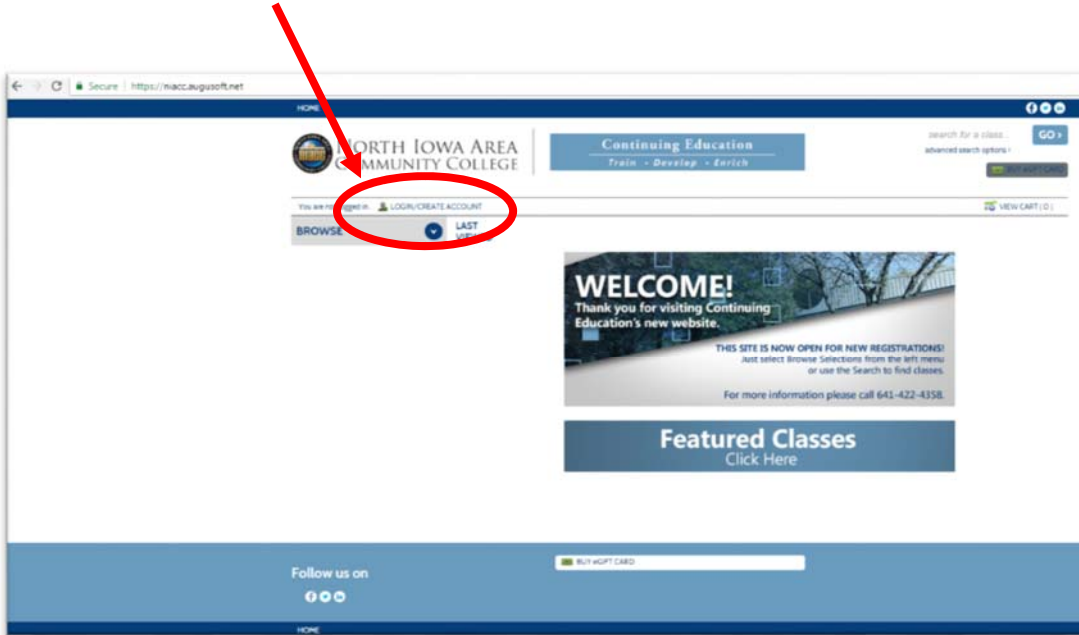 Secure | https://niacc.augusoft.net
HOME
NORTH IOWA AREA
COMMUNITY COLLEGE
Continuing Education
Train - Develop - Enrich
search for a class...
GO ›
advanced search options ›
BUY eGIFT CARD
You are not logged in.
LOGIN/CREATE ACCOUNT
VIEW CART ( 0 )
BROWSE
LAST
WELCOME!
Thank you for visiting Continuing
Education's new website.
THIS SITE IS NOW OPEN FOR NEW REGISTRATIONS!
Just select Browse Selections from the left menu
or use the Search to find classes.
For more information please call 641-422-4358.
Featured Classes
Click Here
Follow us on
BUY eGIFT CARD
HOME